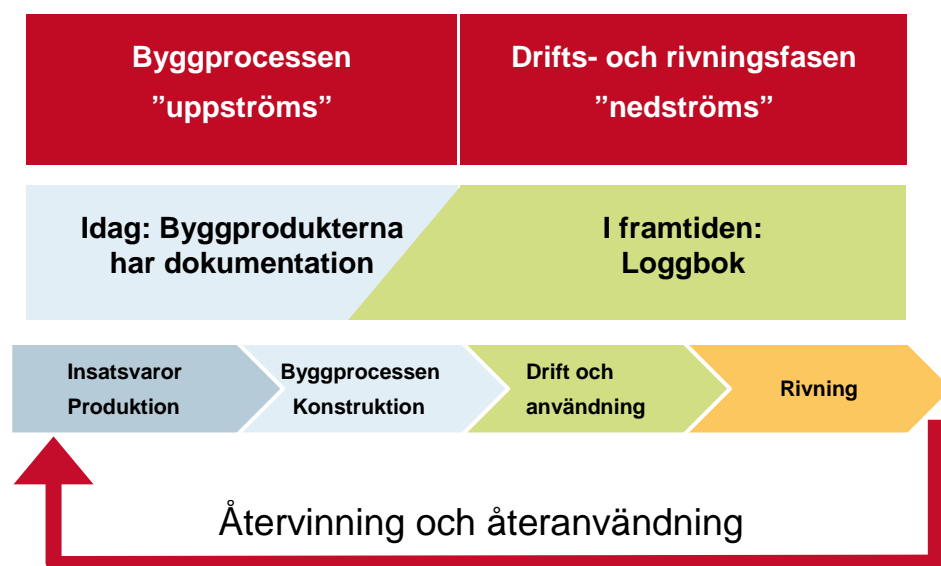 Byggprocessen
”uppströms”
Drifts- och rivningsfasen
”nedströms”
Idag: Byggprodukterna
har dokumentation
I framtiden:
Loggbok
Insatsvaror
Produktion
Byggprocessen
Konstruktion
Drift och
användning
Rivning
Återvinning och återanvändning